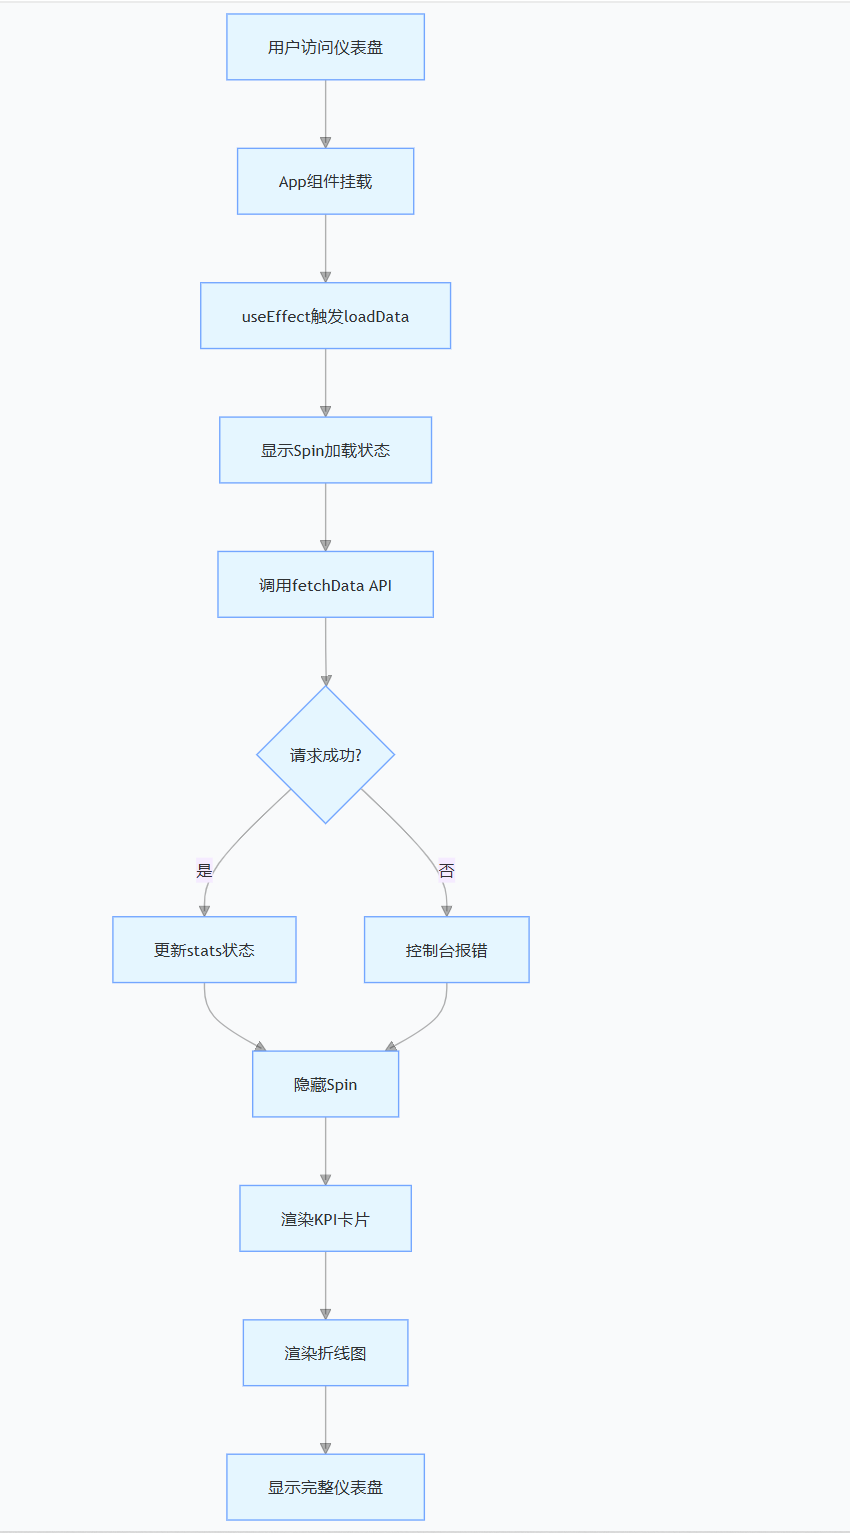 用户访问仪表盘
App组件挂载
useEffect触发loadData
显示Spin加载状态
调用fetchData API
请求成功?
是
否
更新stats状态
控制台报错
隐藏Spin
渲染KPI卡片
渲染折线图
显示完整仪表盘